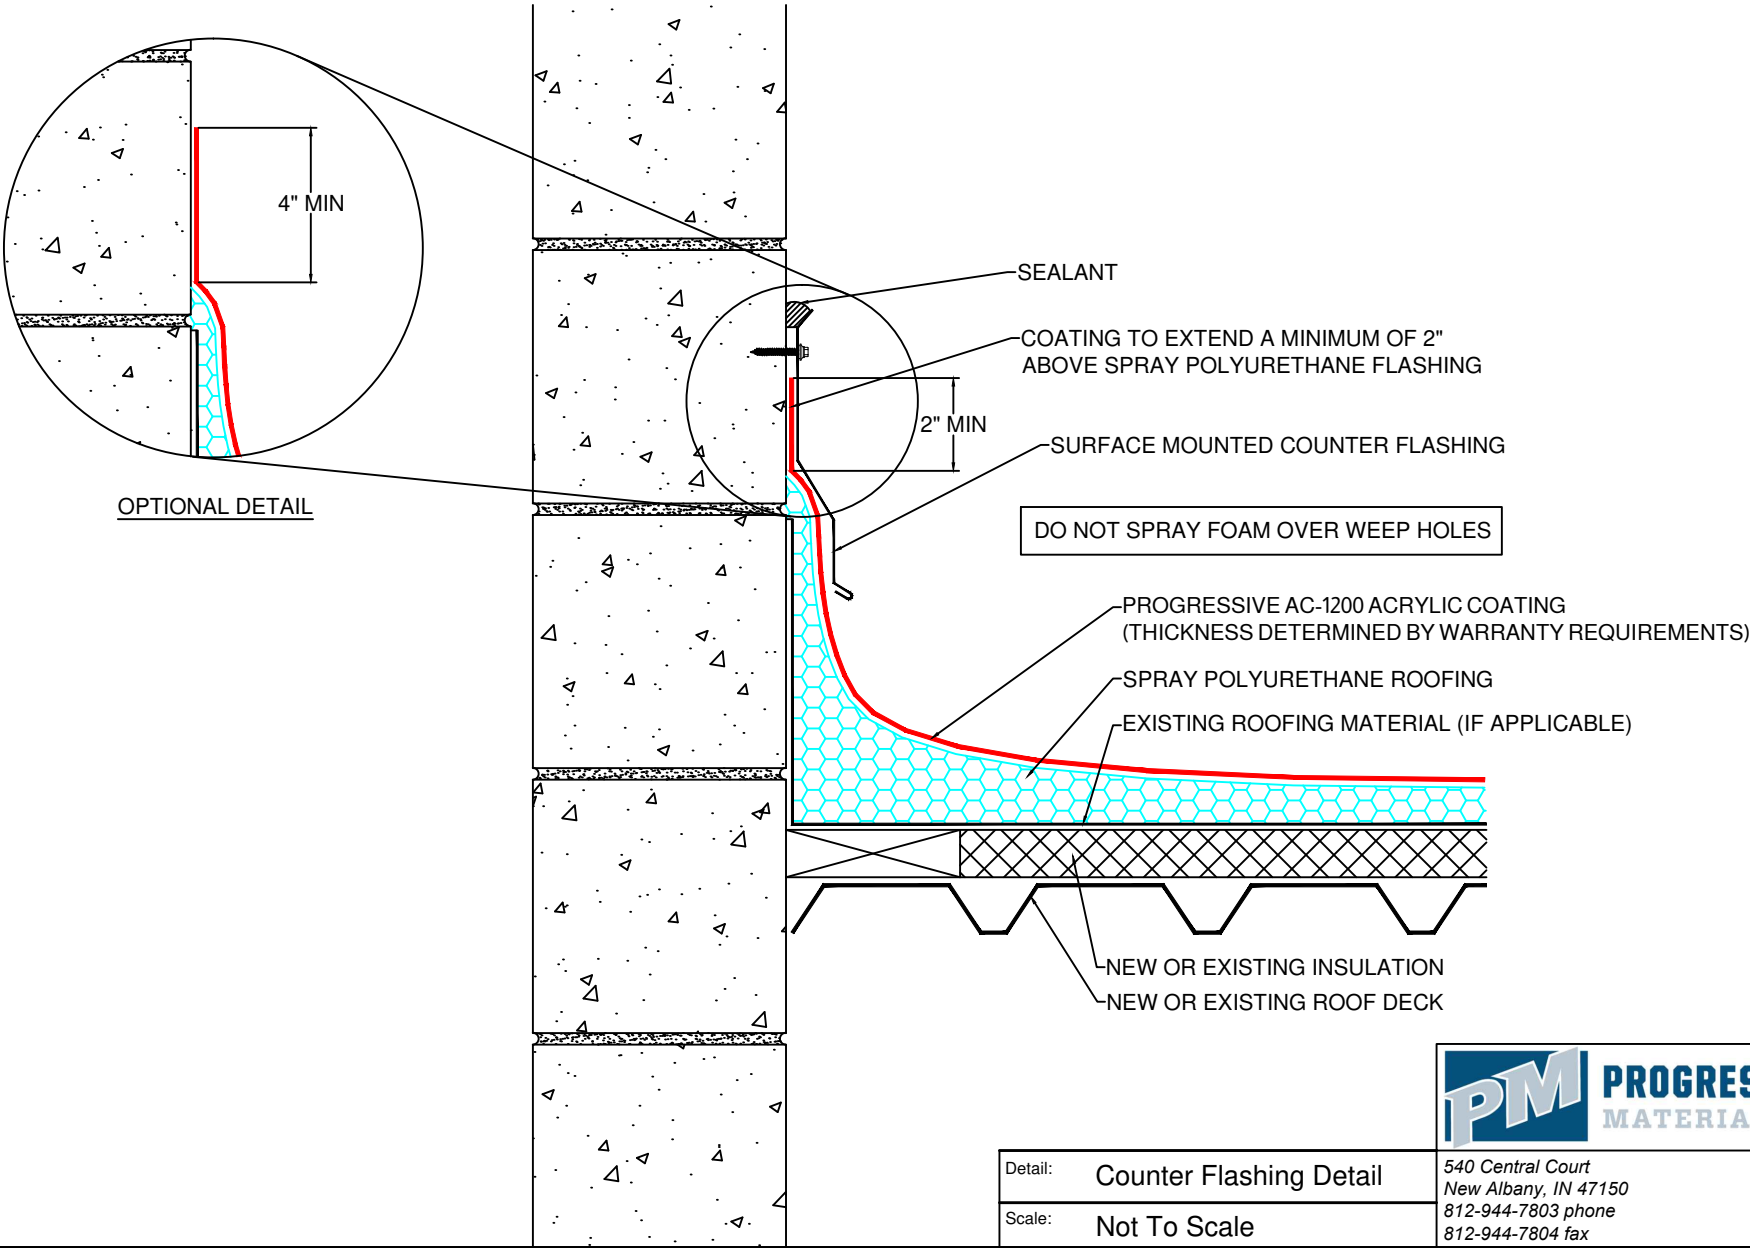 4" MIN
SEALANT
COATING TO EXTEND A MINIMUM OF 2"
ABOVE SPRAY POLYURETHANE FLASHING
2" MIN
SURFACE MOUNTED COUNTER FLASHING
OPTIONAL DETAIL
DO NOT SPRAY FOAM OVER WEEP HOLES
PROGRESSIVE AC-1200 ACRYLIC COATING
(THICKNESS DETERMINED BY WARRANTY REQUIREMENTS)
SPRAY POLYURETHANE ROOFING
EXISTING ROOFING MATERIAL (IF APPLICABLE)
NEW OR EXISTING INSULATION
NEW OR EXISTING ROOF DECK
PM
PROGRES
MATERIA
Detail: Counter Flashing Detail
Scale: Not To Scale
540 Central Court
New Albany, IN 47150
812-944-7803 phone
812-944-7804 fax